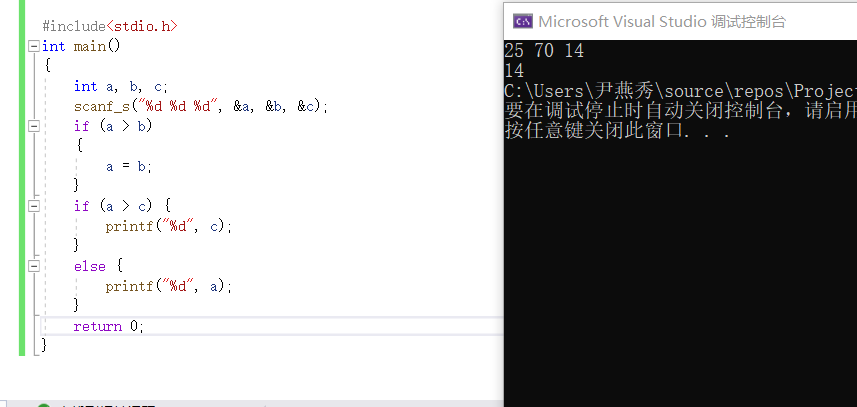 #include<stdio.h>
int main()
{
int a, b, c;
scanf_s("%d %d %d", &a, &b, &c);
if (a > b)
{
a = b;
}
if (a > c) {
printf("%d", c);
}
else {
printf("%d", a);
}
return 0;
}
Microsoft Visual Studio 调试控制台
25 70 14
14
C:\Users\尹燕秀\source\repos\Projec
要在调试停止时自动关闭控制台，请启用
按任意键关闭此窗口. . .